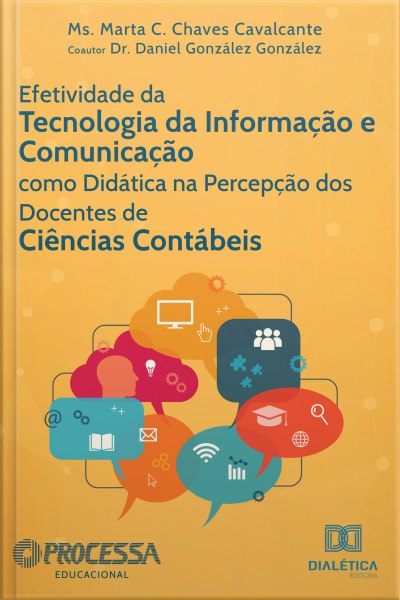 Ms. Marta C. Chaves Cavalcante
Coautor Dr. Daniel González González
Efetividade da
Tecnologia da Informação e
Comunicação
como Didática na Percepção dos
Docentes de
Ciências Contábeis
@
PROCESSA
EDUCACIONAL
DIALÉTICA
EDITORA